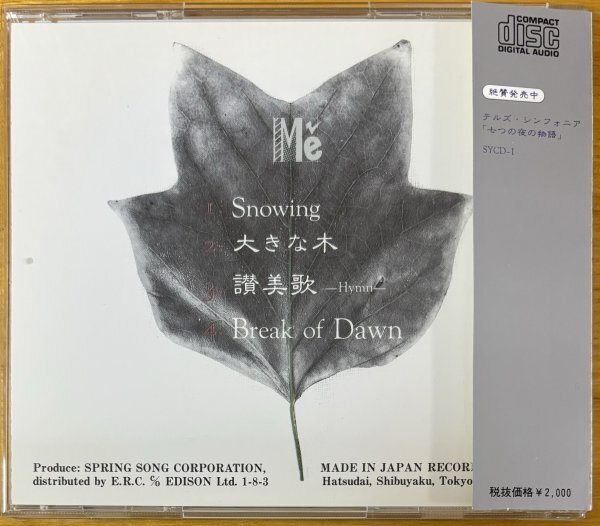 Mě
1 Snowing
2 大きな木
3 讃美歌 —Hymn—
4 Break of Dawn
Produce: SPRING SONG CORPORATION,
distributed by E.R.C. ℅ EDISON Ltd. 1-8-3
MADE IN JAPAN RECOR
Hatsudai, Shibuyaku, Tokyo
COMPACT
disc
DIGITAL AUDIO
絶賛発売中
テルズ・シンフォニア
「七つの夜の物語」
SYCD-1
税抜価格¥2,000